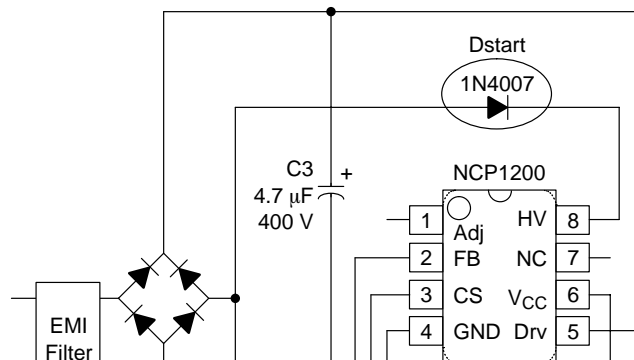 Dstart
1N4007
C3
+
4.7 μF
400 V
NCP1200
1
Adj
HV
8
2
FB
NC
7
3
CS
VCC
6
4
GND
Drv
5
EMI
Filter